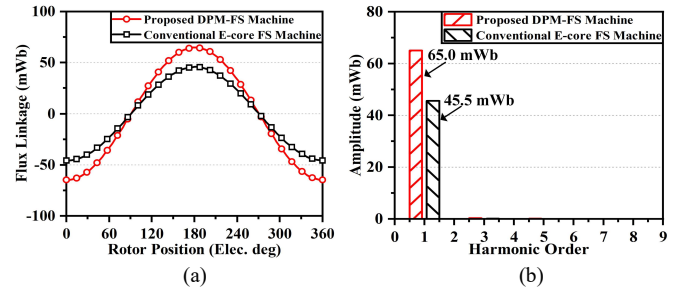 Proposed DPM-FS Machine
Conventional E-core FS Machine
100
50
0
-50
-100
Flux Linkage (mWb)
0 60 120 180 240 300 360
Rotor Position (Elec. deg)
(a)
Proposed DPM-FS Machine
Conventional E-core FS Machine
65.0 mWb
45.5 mWb
80
60
40
20
0
Amplitude (mWb)
0 1 2 3 4 5 6 7 8 9
Harmonic Order
(b)